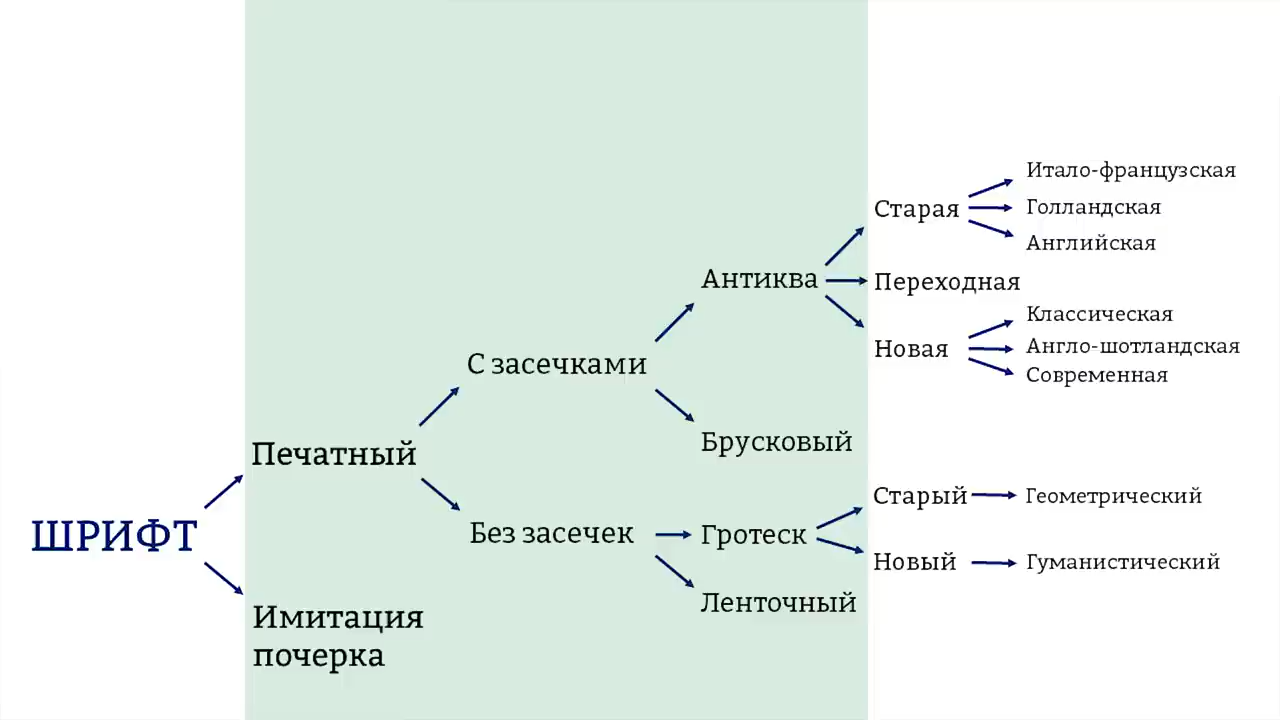 ШРИФТ
Печатный
Имитация
почерка
С засечками
Без засечек
Антиква
Брусковый
Гротеск
Ленточный
Старая
Переходная
Новая
Старый
Новый
Итало-французская
Голландская
Английская
Классическая
Англо-шотландская
Современная
Геометрический
Гуманистический